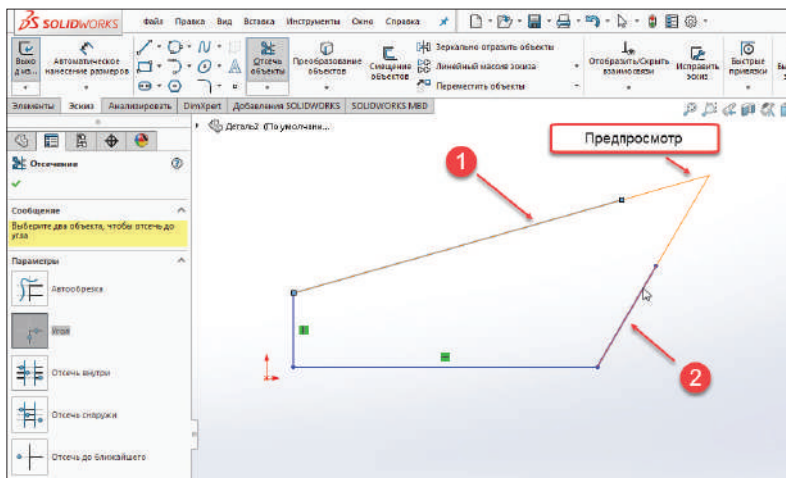 SOLIDWORKS
Файл Правка Вид Вставка Инструменты Окно Справка
Автоматическое нанесение размеров
Отсечь объекты
Преобразование объектов
Смещение объектов
Зеркально отразить объекты
Линейный массив эскиза
Переместить объекты
Отобразить/Скрыть взаимосвязи
Исправить эскиз
Быстрые привязки
Элементы Эскиз Анализировать DimXpert Добавления SOLIDWORKS SOLIDWORKS MBD
Деталь2 (По умолчани...
Отсечение
Сообщение
Выберите два объекта, чтобы отсечь до
угла
Параметры
Автообрезка
Угол
Отсечь внутри
Отсечь снаружи
Отсечь до ближайшего
Предпросмотр
1
2